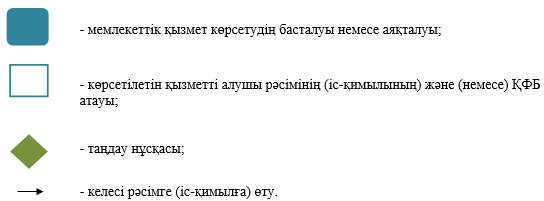 - мемлекеттік қызмет көрсетудің басталуы немесе аяқталуы;
- көрсетілетін қызметті алушы рәсімінің (іс-қимылының) және (немесе) ҚФБ
атауы;
- таңдау нұсқасы;
- келесі рәсімге (іс-қимылға) өту.